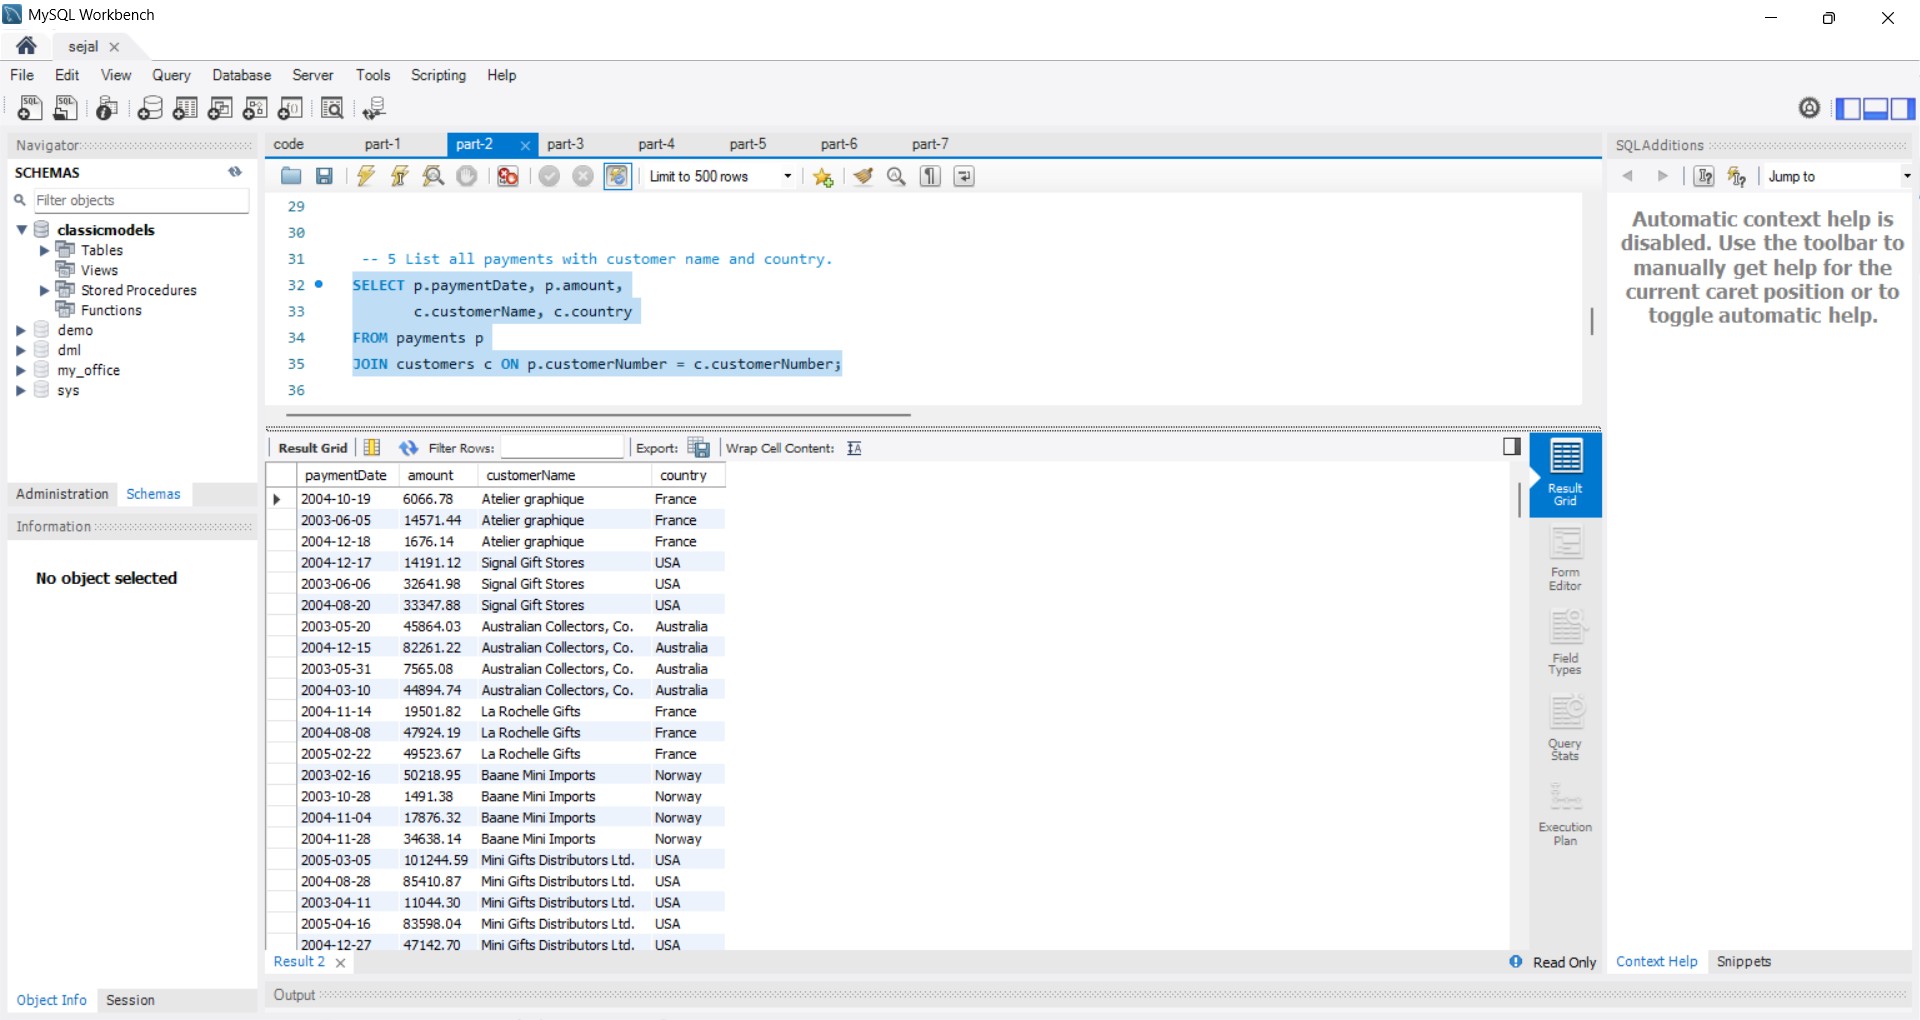 MySQL Workbench
sejal
File Edit View Query Database Server Tools Scripting Help
Navigator
SCHEMAS
Filter objects
classicmodels
Tables
Views
Stored Procedures
Functions
demo
dml
my_office
sys
Administration Schemas
Information
No object selected
Object Info Session
code part-1 part-2 part-3 part-4 part-5 part-6 part-7
Limit to 500 rows
29
30
31 -- 5 List all payments with customer name and country.
32 SELECT p.paymentDate, p.amount,
33 c.customerName, c.country
34 FROM payments p
35 JOIN customers c ON p.customerNumber = c.customerNumber;
36
Result Grid Filter Rows: Export: Wrap Cell Content:
paymentDate amount customerName country
2004-10-19 6066.78 Atelier graphique France
2003-06-05 14571.44 Atelier graphique France
2004-12-18 1676.14 Atelier graphique France
2004-12-17 14191.12 Signal Gift Stores USA
2003-06-06 32641.98 Signal Gift Stores USA
2004-08-20 33347.88 Signal Gift Stores USA
2003-05-20 45864.03 Australian Collectors, Co. Australia
2004-12-15 82261.22 Australian Collectors, Co. Australia
2003-05-31 7565.08 Australian Collectors, Co. Australia
2004-03-10 44894.74 Australian Collectors, Co. Australia
2004-11-14 19501.82 La Rochelle Gifts France
2004-08-08 47924.19 La Rochelle Gifts France
2005-02-22 49523.67 La Rochelle Gifts France
2003-02-16 50218.95 Baane Mini Imports Norway
2003-10-28 1491.38 Baane Mini Imports Norway
2004-11-04 17876.32 Baane Mini Imports Norway
2004-11-28 34638.14 Baane Mini Imports Norway
2005-03-05 101244.59 Mini Gifts Distributors Ltd. USA
2004-08-28 85410.87 Mini Gifts Distributors Ltd. USA
2003-04-11 11044.30 Mini Gifts Distributors Ltd. USA
2005-04-16 83598.04 Mini Gifts Distributors Ltd. USA
2004-12-27 47142.70 Mini Gifts Distributors Ltd. USA
Result 2
Read Only
Output
Result
Grid
Form
Editor
Field
Types
Query
Stats
Execution
Plan
SQLAdditions
Jump to
Automatic context help is
disabled. Use the toolbar to
manually get help for the
current caret position or to
toggle automatic help.
Context Help Snippets